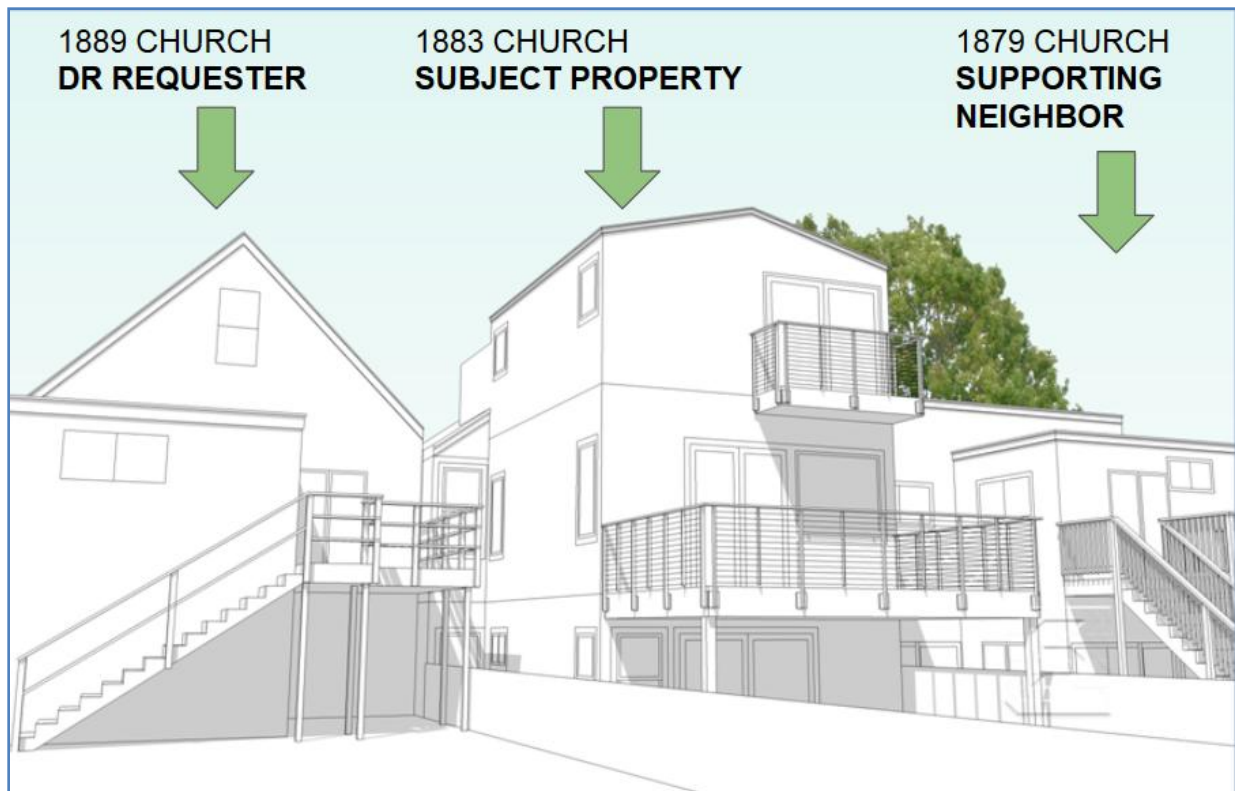 1889 CHURCH
DR REQUESTER
1883 CHURCH
SUBJECT PROPERTY
1879 CHURCH
SUPPORTING
NEIGHBOR